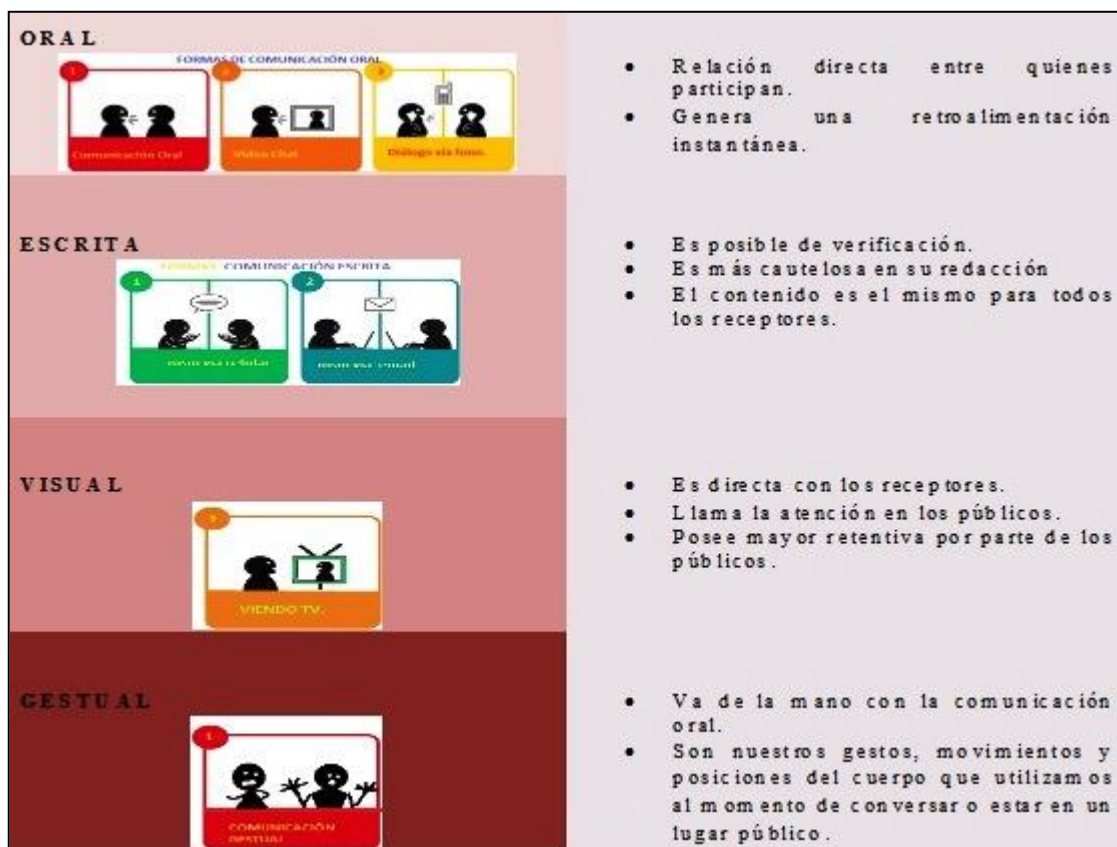 ORAL
FORMAS DE COMUNICACIÓN ORAL
1
2
3
Comunicación Oral
Video Chat
Diálogo vía fono.
• Relación directa entre quienes
participan.
• Genera una retroalimentación
instantánea.
ESCRITA
FORMAS COMUNICACIÓN ESCRITA
1
2
• Es posible de verificación.
• Es más cautelosa en su redacción
• El contenido es el mismo para todos
los receptores.
VISUAL
VIENDO TV.
• Es directa con los receptores.
• Llama la atención en los públicos.
• Posee mayor retentiva por parte de los
públicos.
GESTUAL
1
COMUNICACIÓN
GESTUAL
• Va de la mano con la comunicación
oral.
• Son nuestros gestos, movimientos y
posiciones del cuerpo que utilizamos
al momento de conversar o estar en un
lugar público.